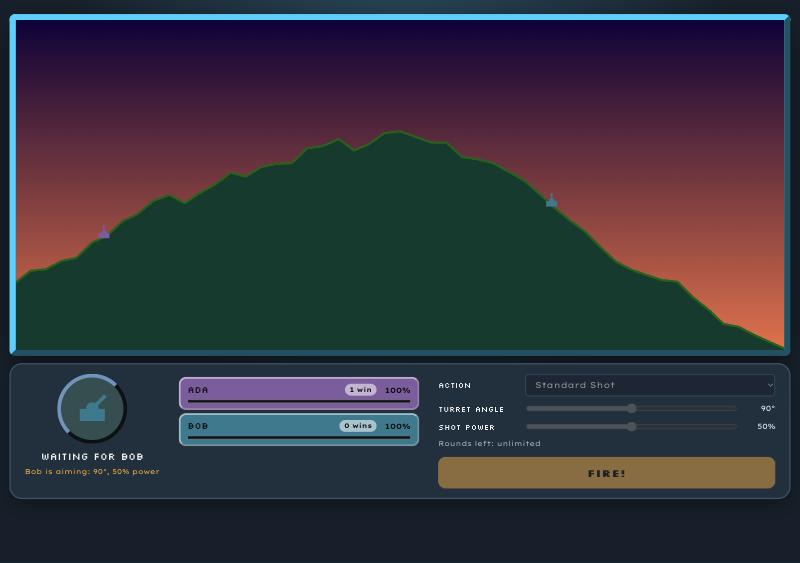 WAITING FOR BOB
Bob is aiming: 90°, 50% power
ADA 1 win 100%
BOB 0 wins 100%
ACTION Standard Shot
TURRET ANGLE 90°
SHOT POWER 50%
Rounds left: unlimited
FIRE!